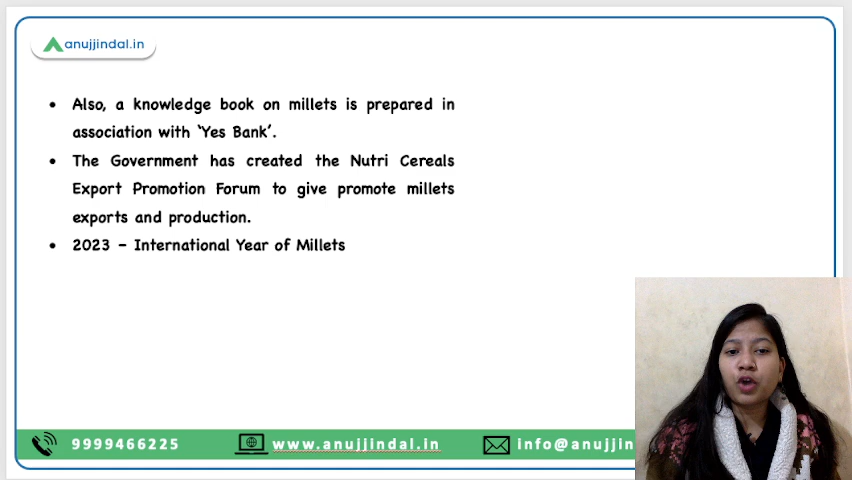 anujjindal.in
• Also, a knowledge book on millets is prepared in
association with ‘Yes Bank’.
• The Government has created the Nutri Cereals
Export Promotion Forum to give promote millets
exports and production.
• 2023 – International Year of Millets
9999466225 www.anujjindal.in info@anujjin